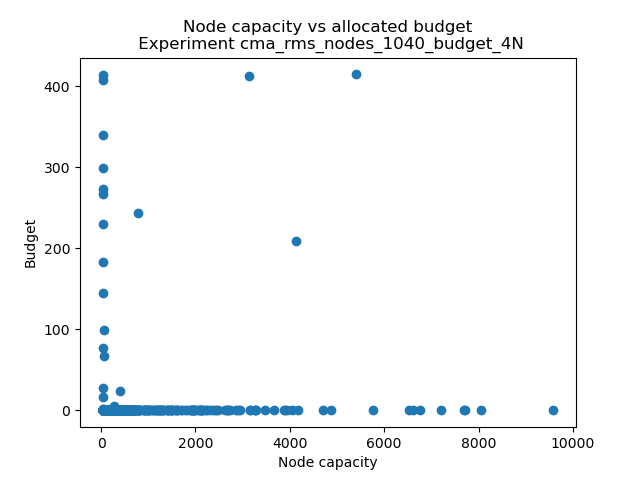 Node capacity vs allocated budget
Experiment cma_rms_nodes_1040_budget_4N
400
300
200
100
0
Budget
0 2000 4000 6000 8000 10000
Node capacity